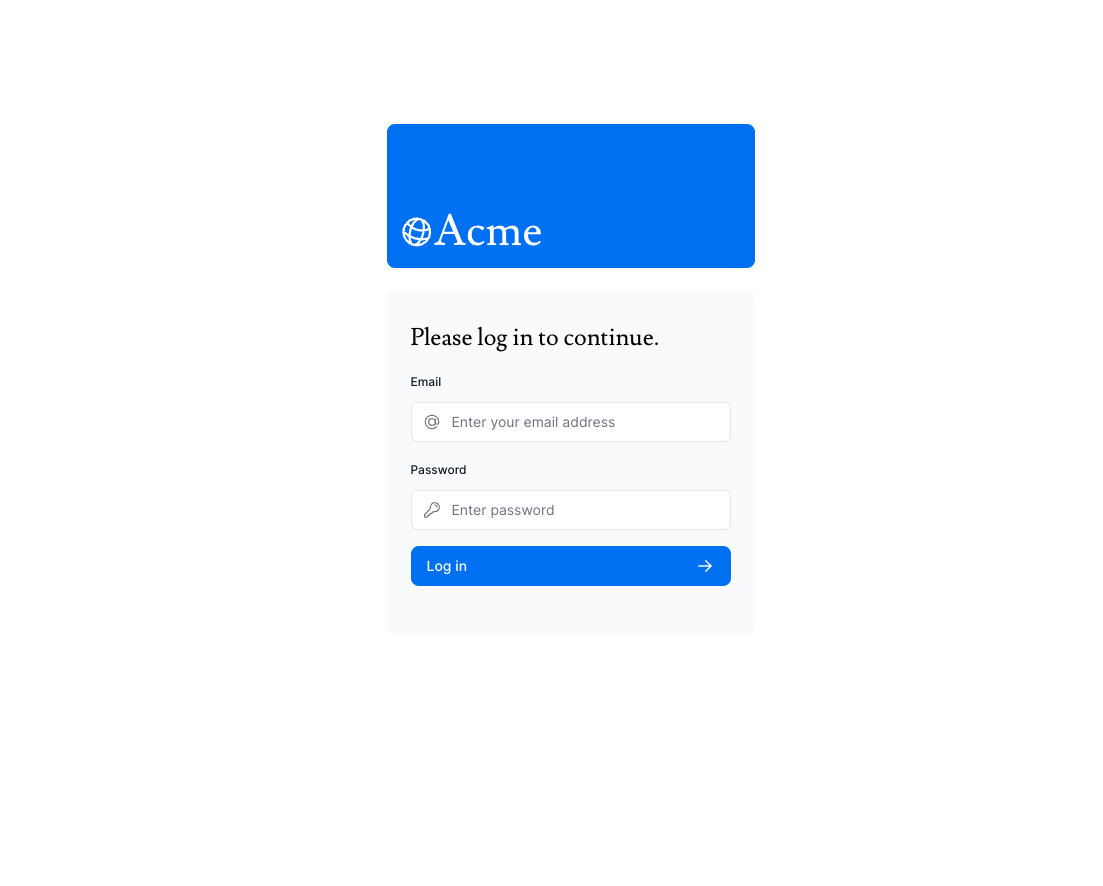 Acme
Please log in to continue.
Email
Enter your email address
Password
Enter password
Log in